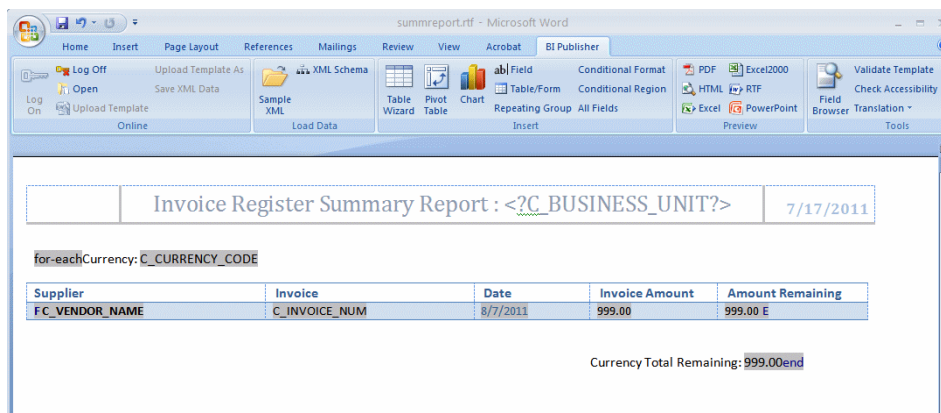 summreport.rtf - Microsoft Word
Home Insert Page Layout References Mailings Review View Acrobat BI Publisher
Log On
Log Off
Open
Upload Template
Upload Template As
Save XML Data
Online
Sample XML
XML Schema
Load Data
Table Wizard
Pivot Table
Chart
Field
Table/Form
Repeating Group
Conditional Format
Conditional Region
All Fields
Insert
PDF Excel2000
HTML RTF
Excel PowerPoint
Preview
Field Browser
Validate Template
Check Accessibility
Translation
Tools
Invoice Register Summary Report : <?C_BUSINESS_UNIT?> 7/17/2011
for-eachCurrency: C_CURRENCY_CODE
Supplier Invoice Date Invoice Amount Amount Remaining
F C_VENDOR_NAME C_INVOICE_NUM 8/7/2011 999.00 999.00 E
Currency Total Remaining: 999.00end